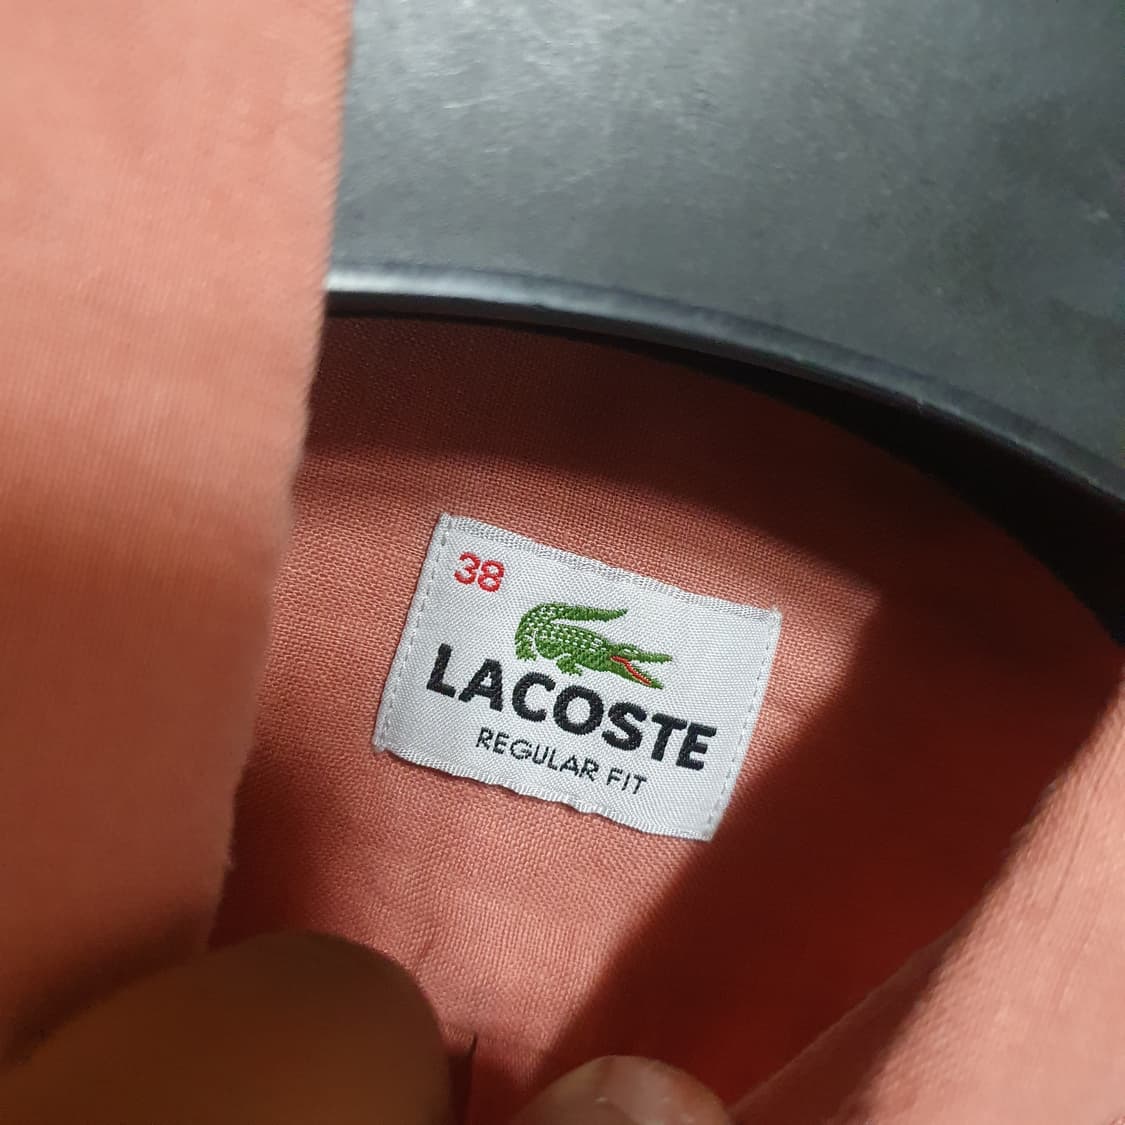 38
LACOSTE
REGULAR FIT